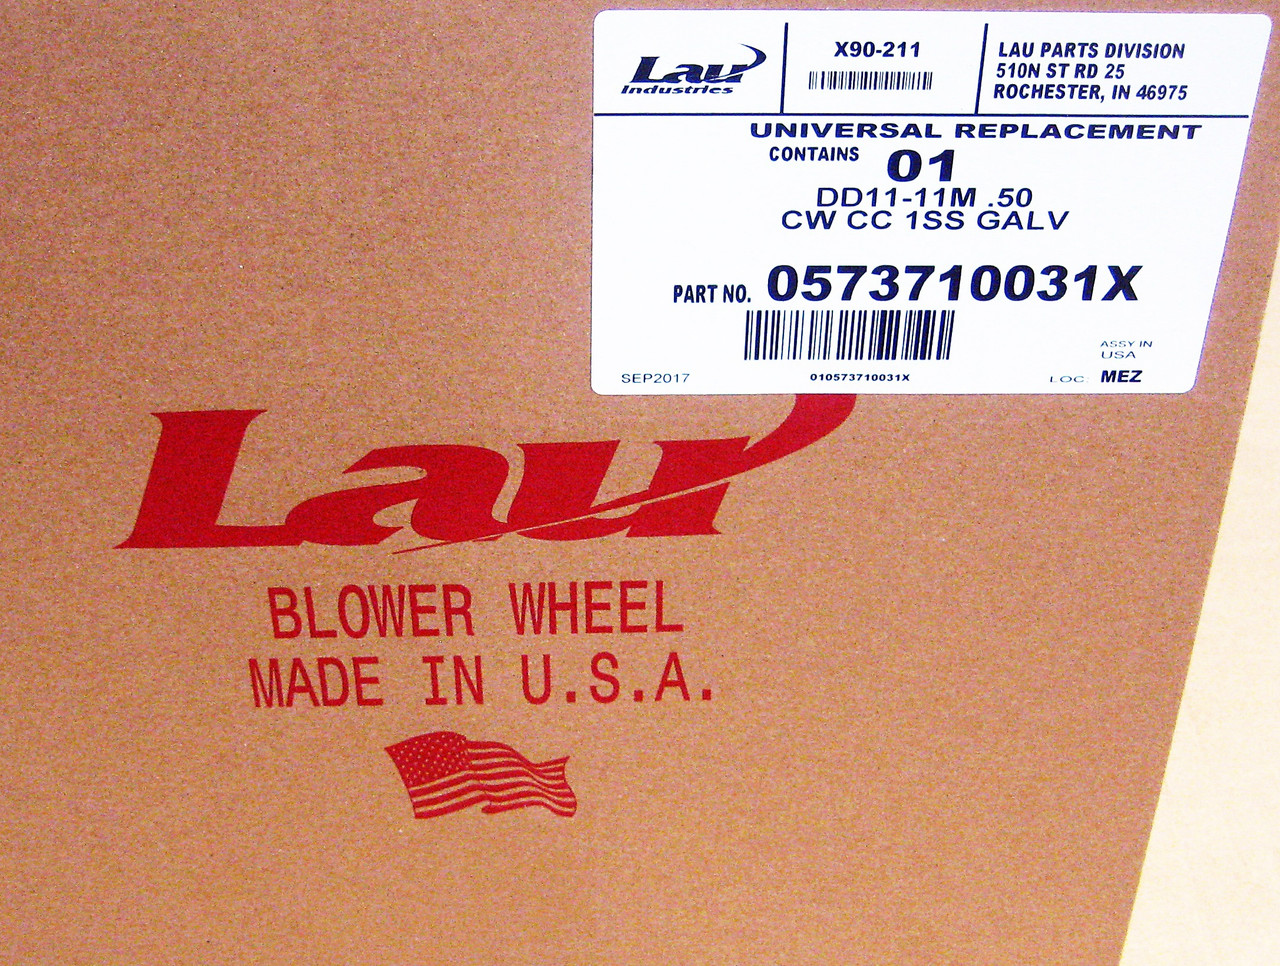 Lau
Industries
X90-211
LAU PARTS DIVISION
510N ST RD 25
ROCHESTER, IN 46975
UNIVERSAL REPLACEMENT
CONTAINS 01
DD11-11M .50
CW CC 1SS GALV
PART NO. 0573710031X
ASSY IN
USA
SEP2017
010573710031X
LOC: MEZ
Lau
BLOWER WHEEL
MADE IN U.S.A.